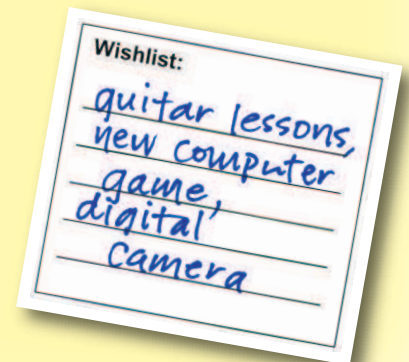 Wishlist:
guitar lessons,
new computer
game,
digital
camera